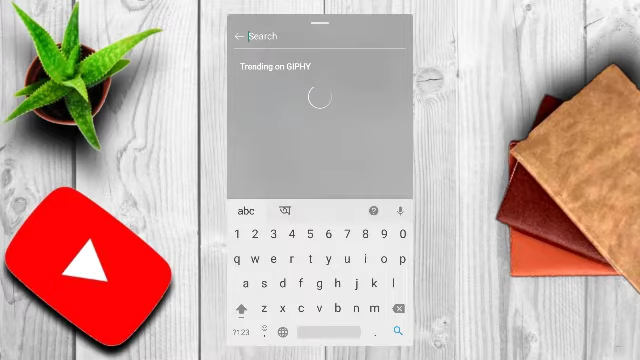 Search
Trending on GIPHY
abc অ
1 2 3 4 5 6 7 8 9 0
q w e r t y u i o p
a s d f g h j k l
z x c v b n m
?123 , .